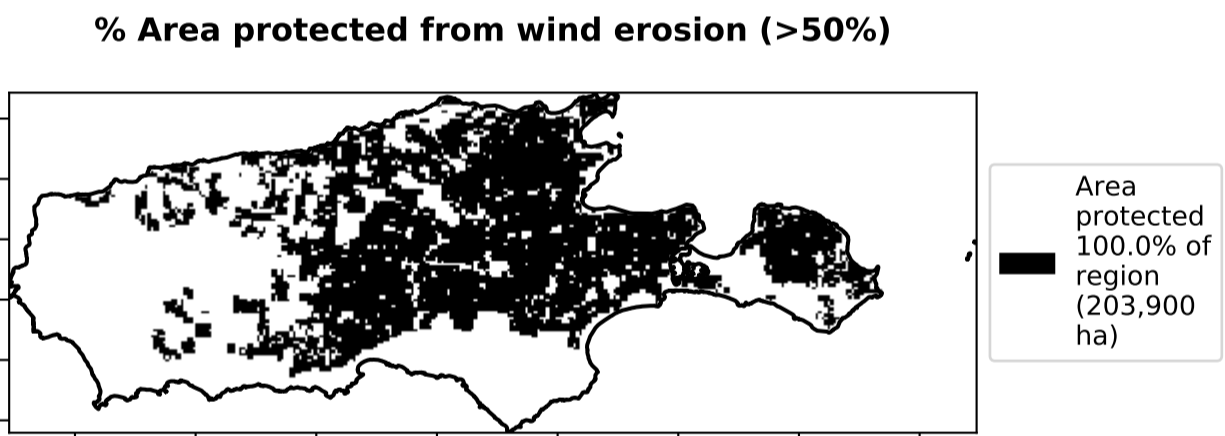 % Area protected from wind erosion (>50%)
Area
protected
100.0% of
region
(203,900
ha)